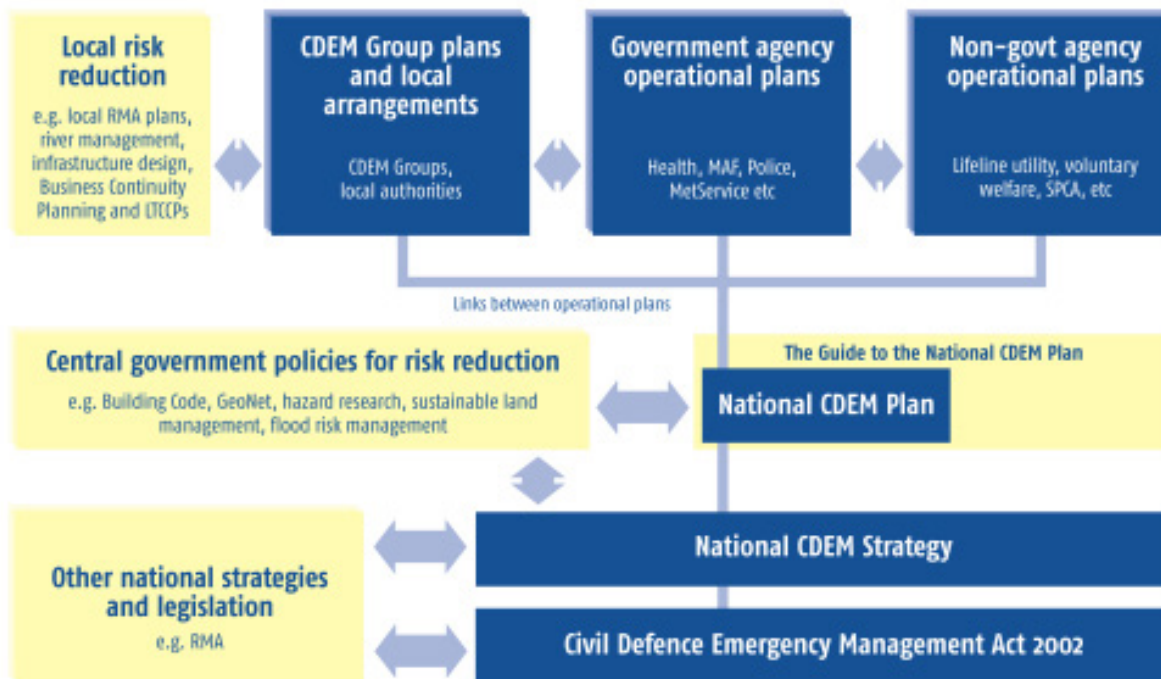 Local risk
reduction
e.g. local RMA plans,
river management,
infrastructure design,
Business Continuity
Planning and LTCCPs
CDEM Group plans
and local
arrangements
CDEM Groups,
local authorities
Government agency
operational plans
Health, MAF, Police,
MetService etc
Non-govt agency
operational plans
Lifeline utility, voluntary
welfare, SPCA, etc
Links between operational plans
Central government policies for risk reduction
e.g. Building Code, GeoNet, hazard research, sustainable land
management, flood risk management
The Guide to the National CDEM Plan
National CDEM Plan
Other national strategies
and legislation
e.g. RMA
National CDEM Strategy
Civil Defence Emergency Management Act 2002